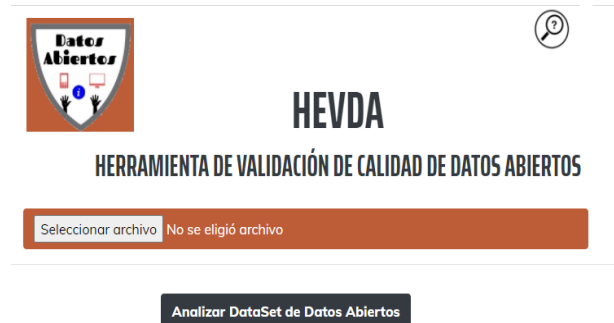 Datos
Abiertos
HEVDA
HERRAMIENTA DE VALIDACIÓN DE CALIDAD DE DATOS ABIERTOS
Seleccionar archivo No se eligió archivo
Analizar DataSet de Datos Abiertos